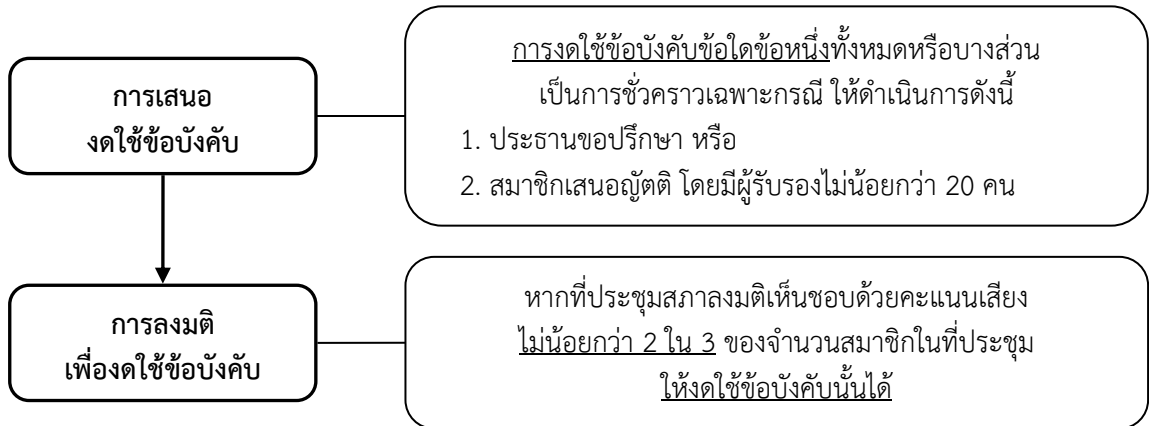 การเสนอ
งดใช้ข้อบังคับ
การงดใช้ข้อบังคับข้อใดข้อหนึ่งทั้งหมดหรือบางส่วน
เป็นการชั่วคราวเฉพาะกรณี ให้ดำเนินการดังนี้
1. ประธานขอปรึกษา หรือ
2. สมาชิกเสนอญัตติ โดยมีผู้รับรองไม่น้อยกว่า 20 คน
การลงมติ
เพื่องดใช้ข้อบังคับ
หากที่ประชุมสภาลงมติเห็นชอบด้วยคะแนนเสียง
ไม่น้อยกว่า 2 ใน 3 ของจำนวนสมาชิกในที่ประชุม
ให้งดใช้ข้อบังคับนั้นได้